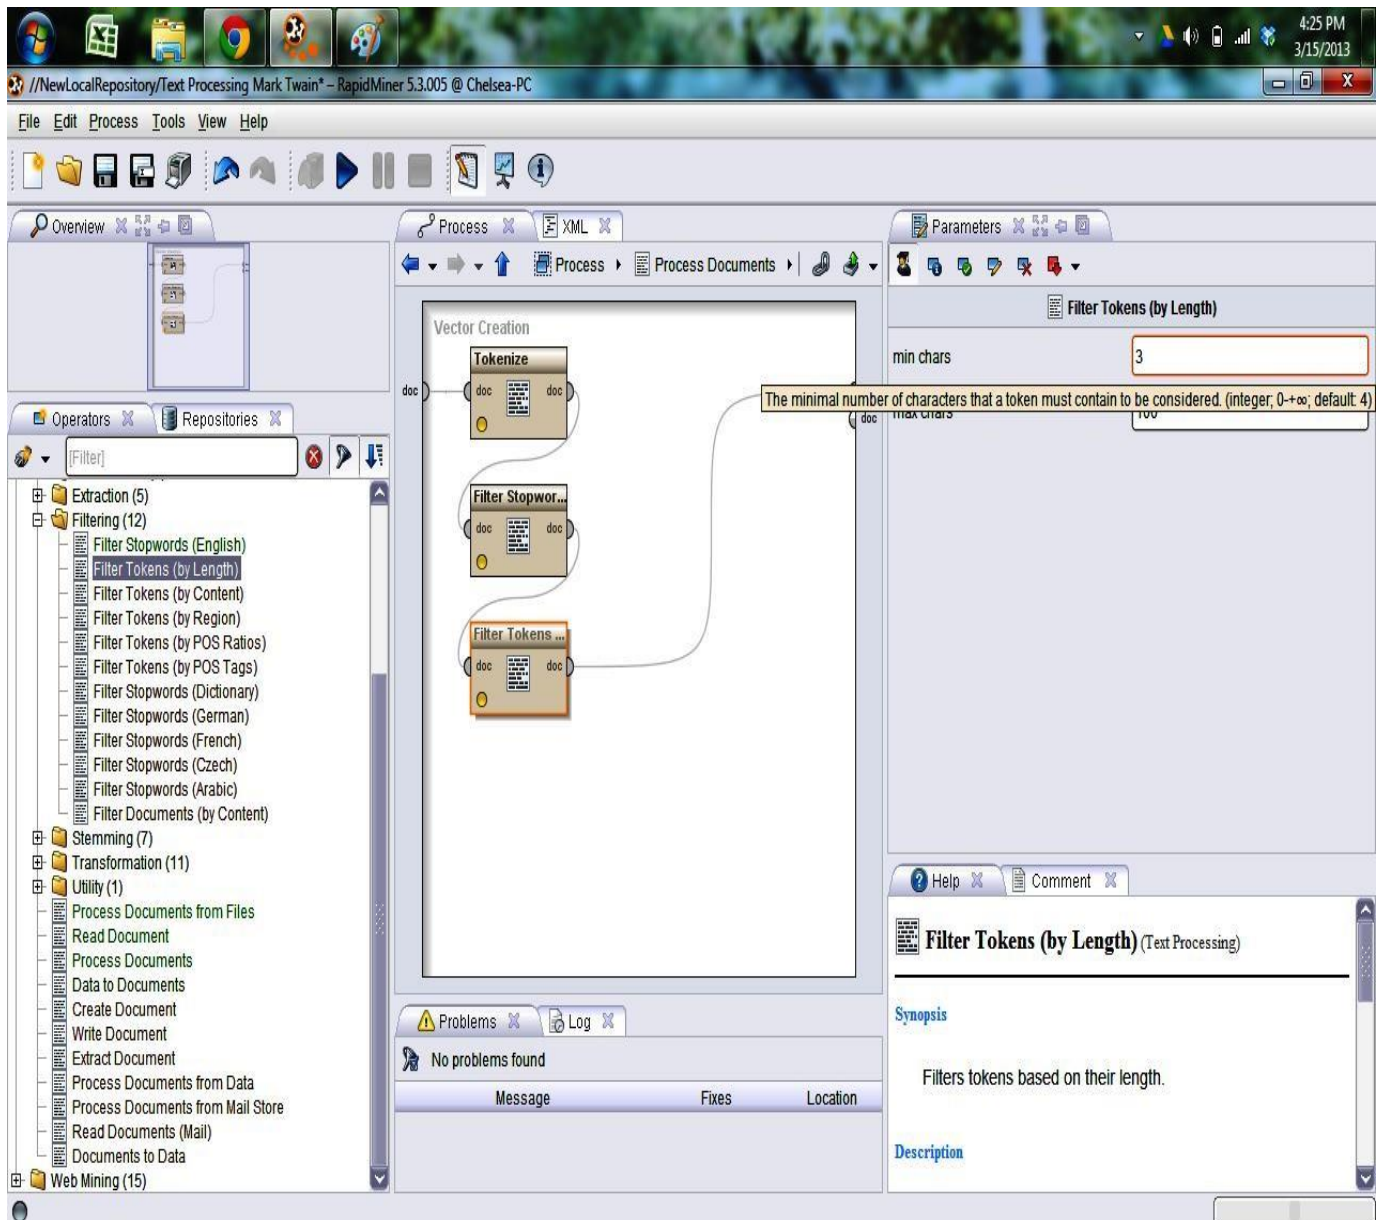 4:25 PM
3/15/2013
//NewLocalRepository/Text Processing Mark Twain* – RapidMiner 5.3.005 @ Chelsea-PC
File Edit Process Tools View Help
Overview
Process XML
Parameters
Process Process Documents
Filter Tokens (by Length)
min chars 3
The minimal number of characters that a token must contain to be considered. (integer; 0-+∞; default: 4)
max chars 100
Vector Creation
Tokenize
doc doc doc
doc
Filter Stopwor...
doc doc
Filter Tokens ...
doc doc
Operators Repositories
[Filter]
Extraction (5)
Filtering (12)
Filter Stopwords (English)
Filter Tokens (by Length)
Filter Tokens (by Content)
Filter Tokens (by Region)
Filter Tokens (by POS Ratios)
Filter Tokens (by POS Tags)
Filter Stopwords (Dictionary)
Filter Stopwords (German)
Filter Stopwords (French)
Filter Stopwords (Czech)
Filter Stopwords (Arabic)
Filter Documents (by Content)
Stemming (7)
Transformation (11)
Utility (1)
Process Documents from Files
Read Document
Process Documents
Data to Documents
Create Document
Write Document
Extract Document
Process Documents from Data
Process Documents from Mail Store
Read Documents (Mail)
Documents to Data
Web Mining (15)
Problems Log
No problems found
Message Fixes Location
Help Comment
Filter Tokens (by Length) (Text Processing)
Synopsis
Filters tokens based on their length.
Description